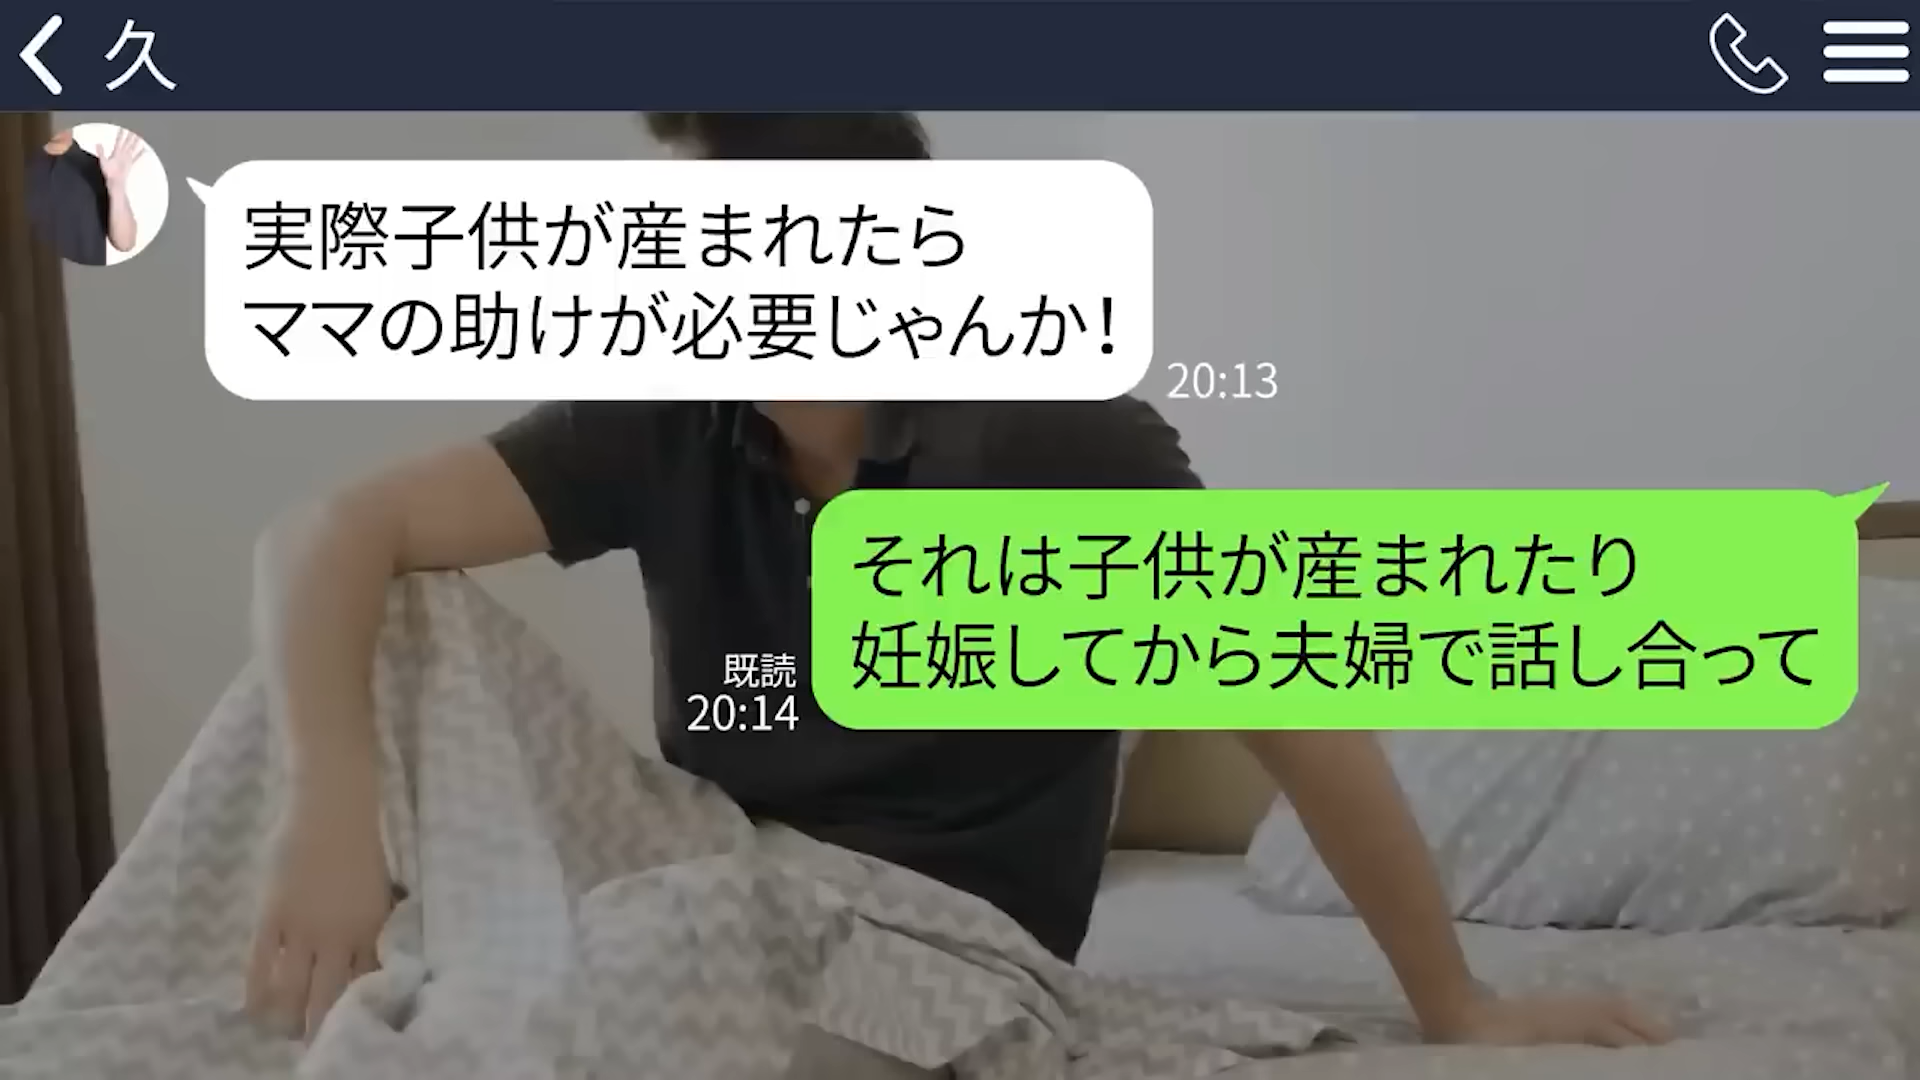 久
実際子供が産まれたら
ママの助けが必要じゃんか！
20:13
それは子供が産まれたり
妊娠してから夫婦で話し合って
既読
20:14